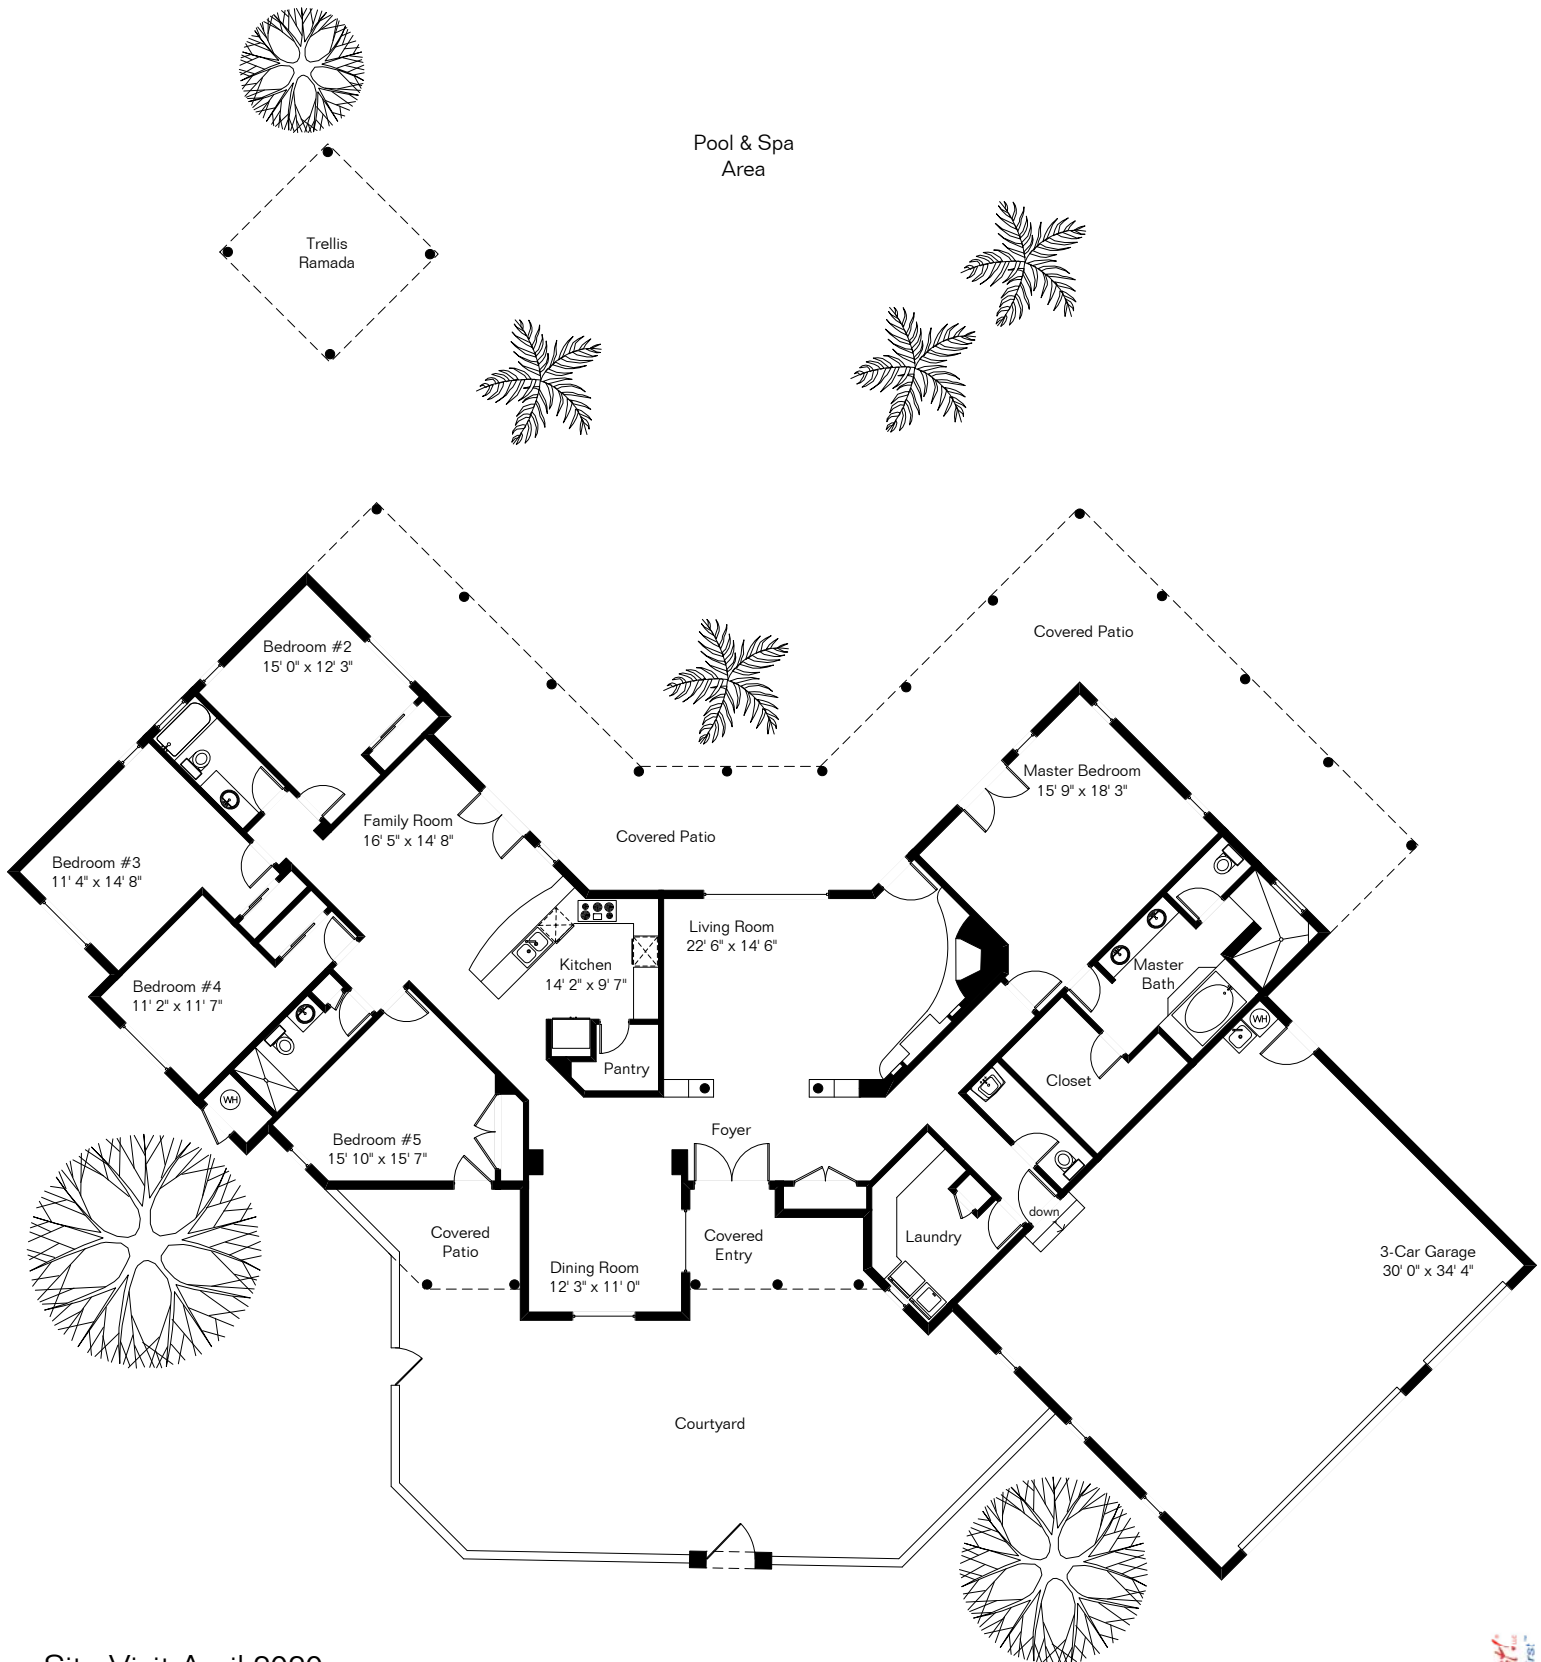 Pool & Spa
Area
Trellis
Ramada
Covered Patio
Bedroom #2
15' 0" x 12' 3"
Master Bedroom
15' 9" x 18' 3"
Family Room
16' 5" x 14' 8"
Covered Patio
Bedroom #3
11' 4" x 14' 8"
Living Room
22' 6" x 14' 6"
Kitchen
14' 2" x 9' 7"
Master
Bath
Bedroom #4
11' 2" x 11' 7"
WH
Pantry
Closet
WH
Foyer
Bedroom #5
15' 10" x 15' 7"
down
Covered
Patio
Covered
Entry
Laundry
Dining Room
12' 3" x 11' 0"
3-Car Garage
30' 0" x 34' 4"
Courtyard
Site Visit April 2020